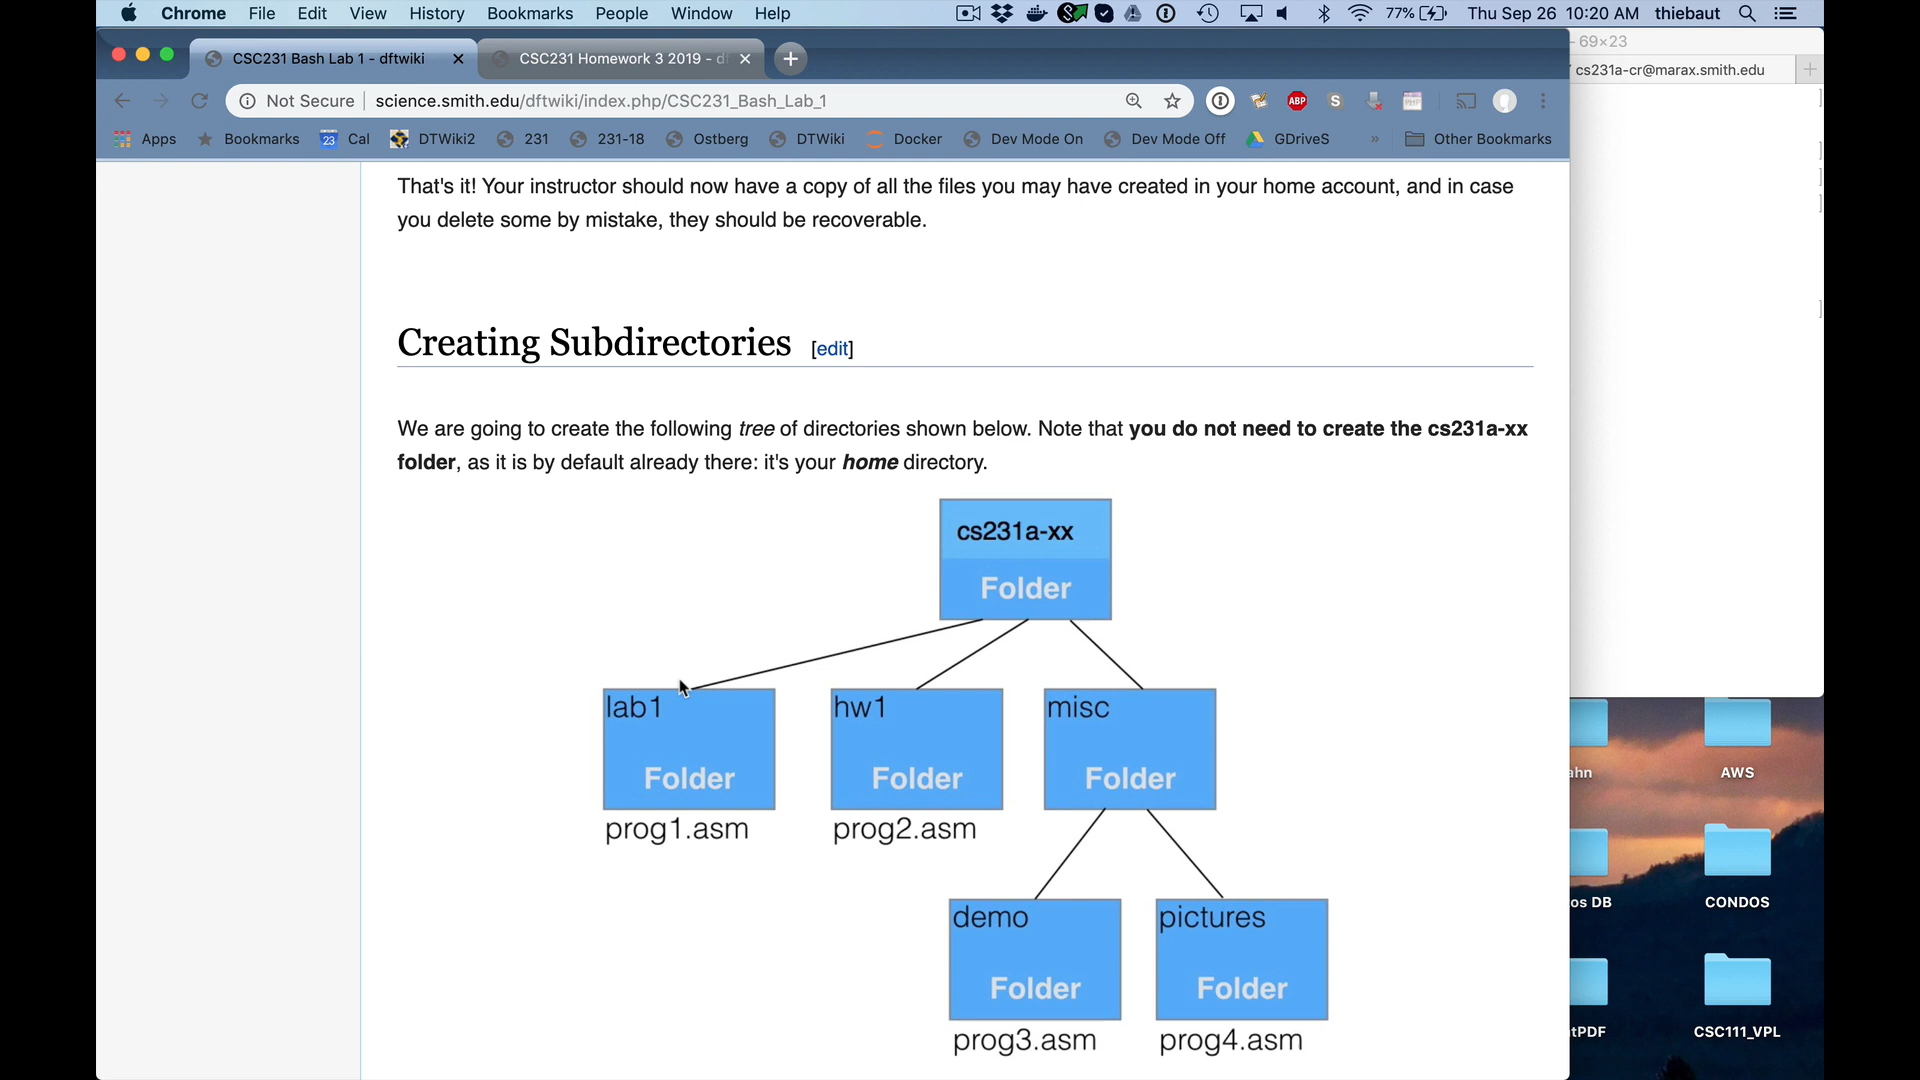 Chrome File Edit View History Bookmarks People Window Help 77% Thu Sep 26 10:20 AM thiebaut
CSC231 Bash Lab 1 - dftwiki
CSC231 Homework 3 2019 - df
69×23
cs231a-cr@marax.smith.edu
Not Secure science.smith.edu/dftwiki/index.php/CSC231_Bash_Lab_1
ABP
S
Apps Bookmarks 23 Cal DTWiki2 231 231-18 Ostberg DTWiki Docker Dev Mode On Dev Mode Off GDriveS » Other Bookmarks
That's it! Your instructor should now have a copy of all the files you may have created in your home account, and in case
you delete some by mistake, they should be recoverable.
Creating Subdirectories [edit]
We are going to create the following tree of directories shown below. Note that you do not need to create the cs231a-xx
folder, as it is by default already there: it's your home directory.
cs231a-xx
Folder
lab1
Folder
prog1.asm
hw1
Folder
prog2.asm
misc
Folder
demo
Folder
prog3.asm
pictures
Folder
prog4.asm
ahn
AWS
os DB
CONDOS
tPDF
CSC111_VPL